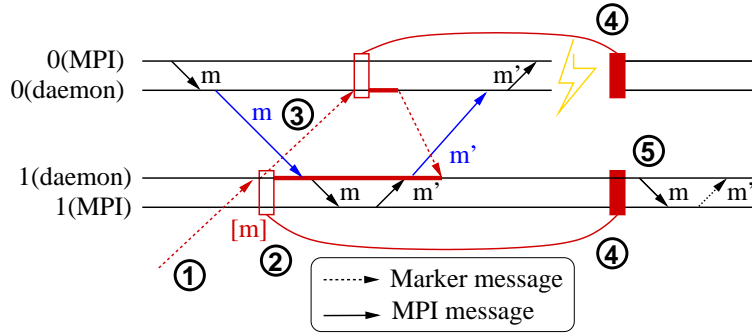 ④
0(MPI)
m
m'
0(daemon)
m
③
m'
⑤
1(daemon)
m
m'
m
m'
1(MPI)
[m]
①
②
④
Marker message
MPI message